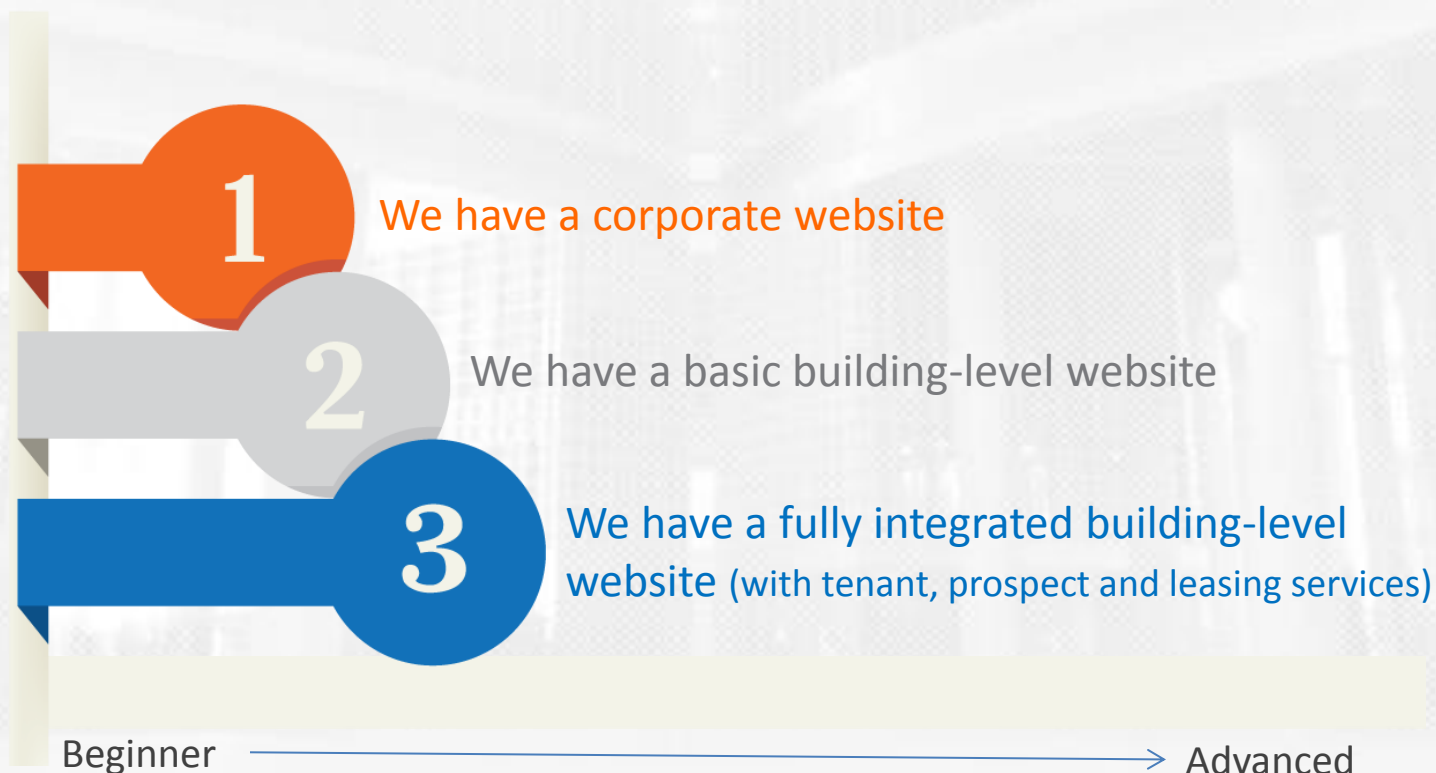 1
We have a corporate website
2
We have a basic building-level website
3
We have a fully integrated building-level
website (with tenant, prospect and leasing services)
Beginner
Advanced